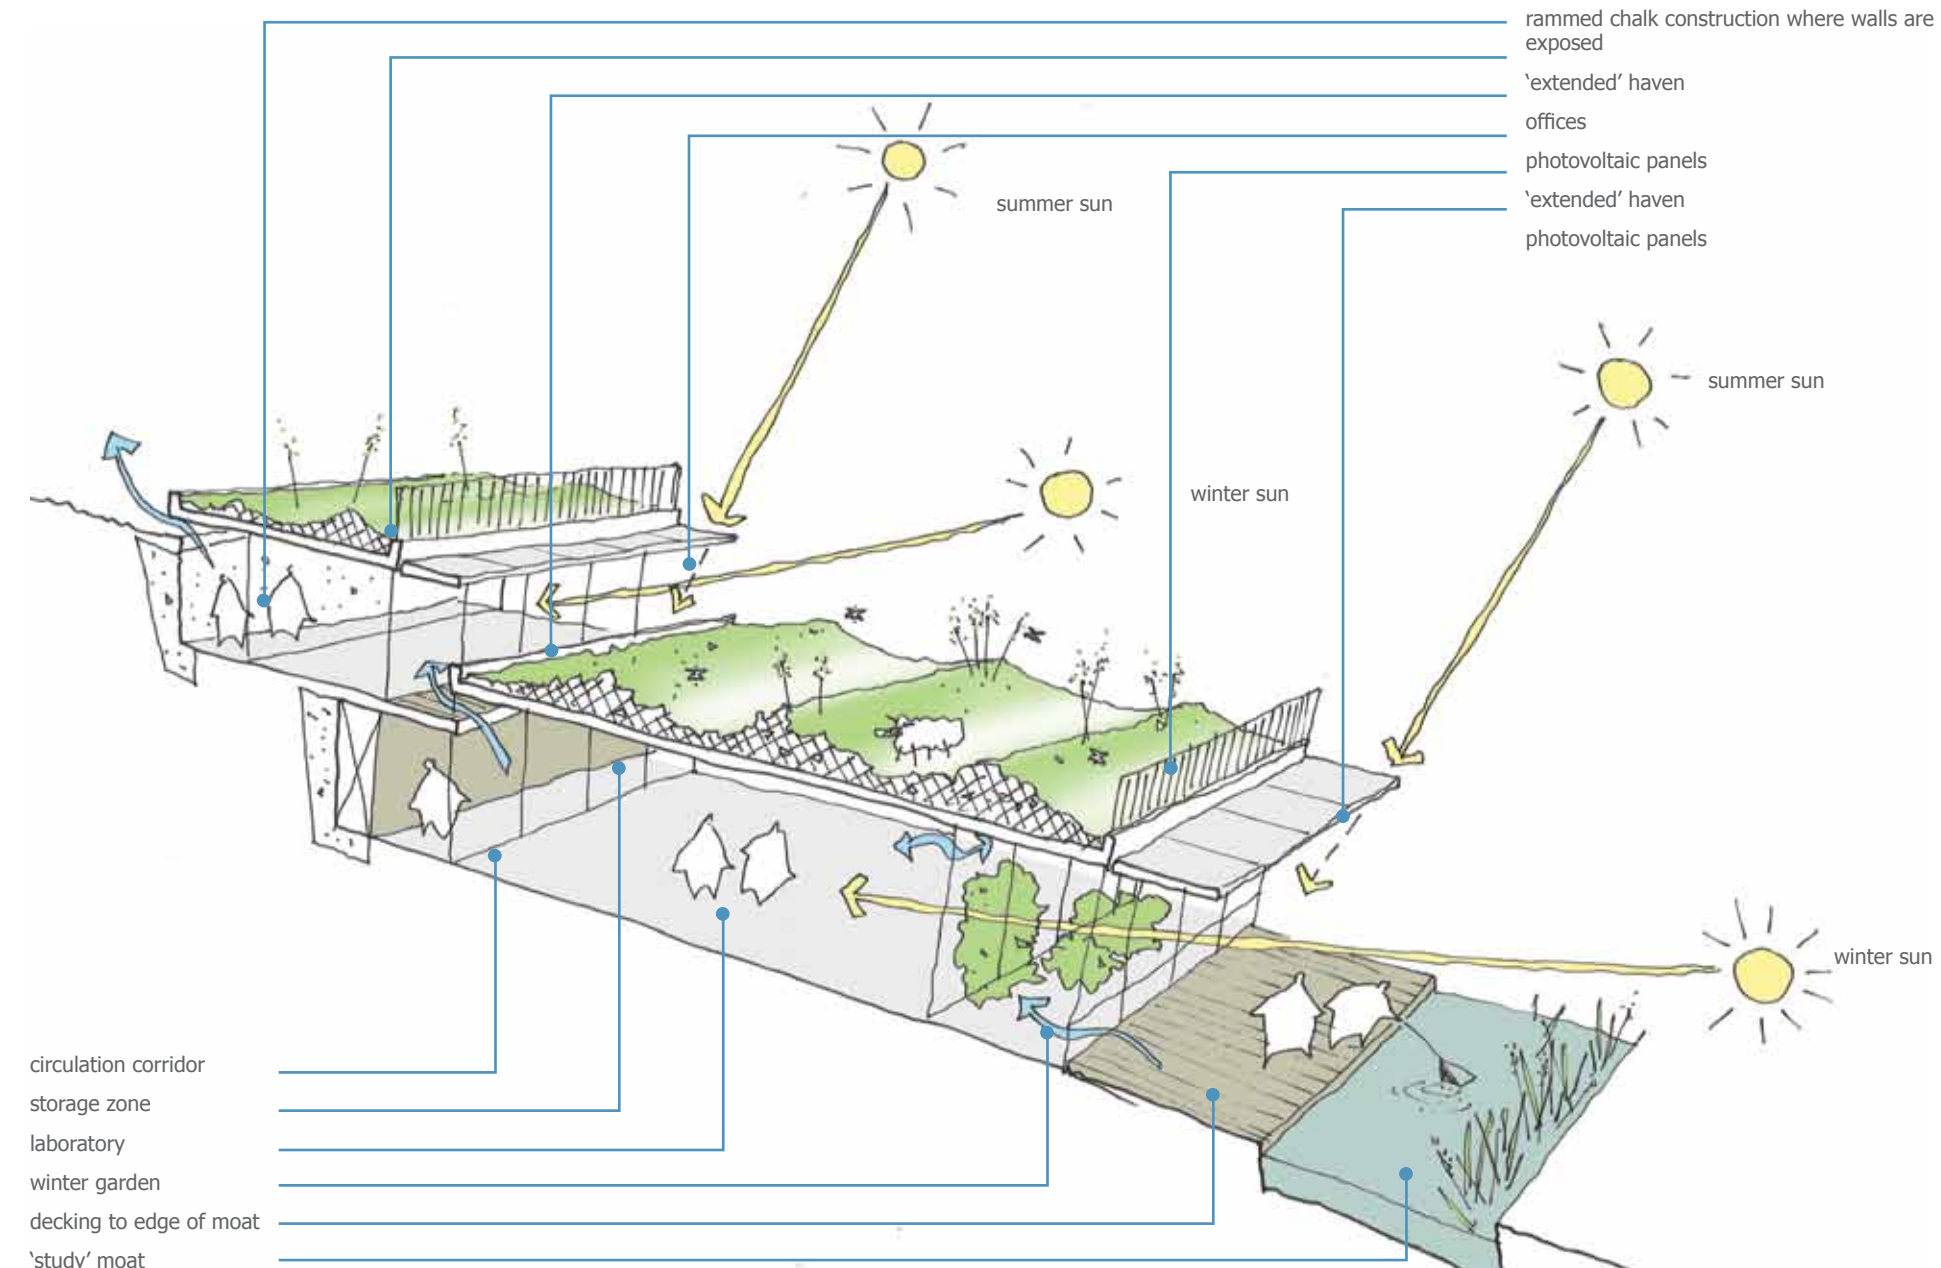 rammed chalk construction where walls are
exposed
‘extended’ haven
offices
photovoltaic panels
‘extended’ haven
photovoltaic panels
summer sun
summer sun
winter sun
winter sun
circulation corridor
storage zone
laboratory
winter garden
decking to edge of moat
‘study’ moat